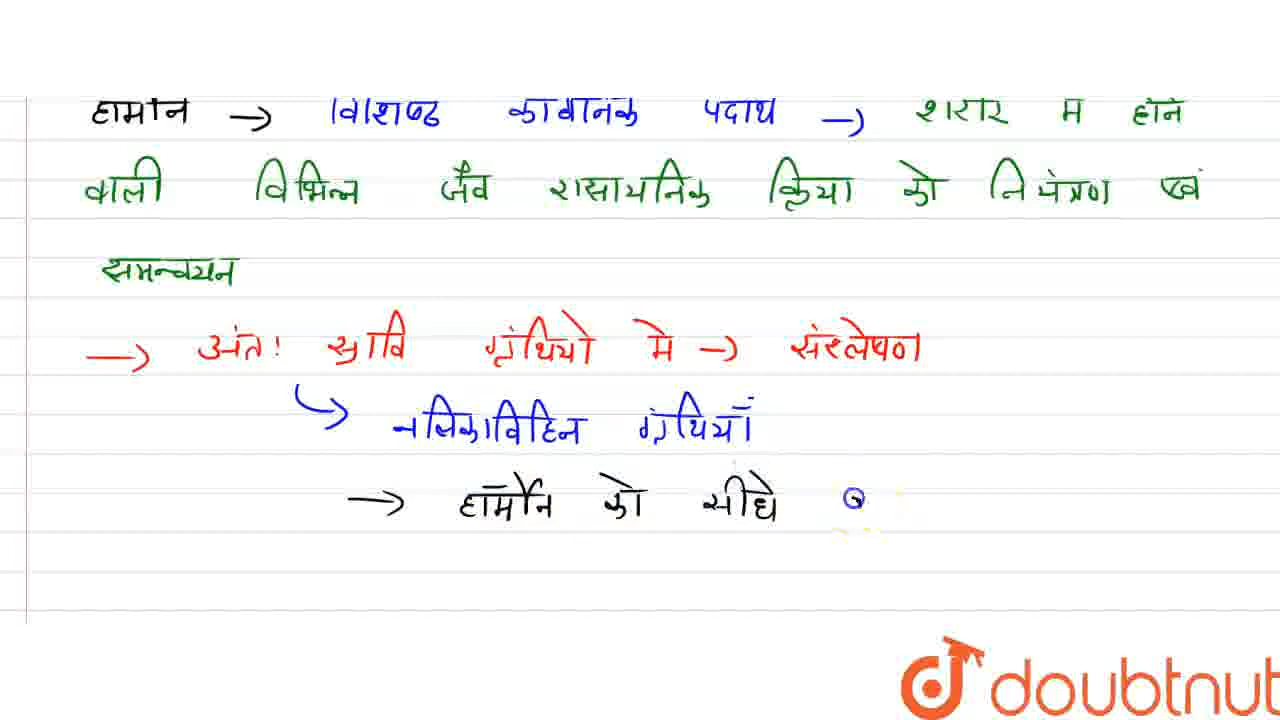 हार्मोन → विशिष्ट कार्बनिक पदार्थ → शरीर में होने
वाली विभिन्न जैव रासायनिक क्रिया को नियंत्रण एवं
समन्वयन
→ अंत: स्रावि ग्रंथियो मे → संश्लेषण
↳ नलिकाविहिन ग्रंथियाँ
→ हॉर्मोन को सीधे
doubtnut